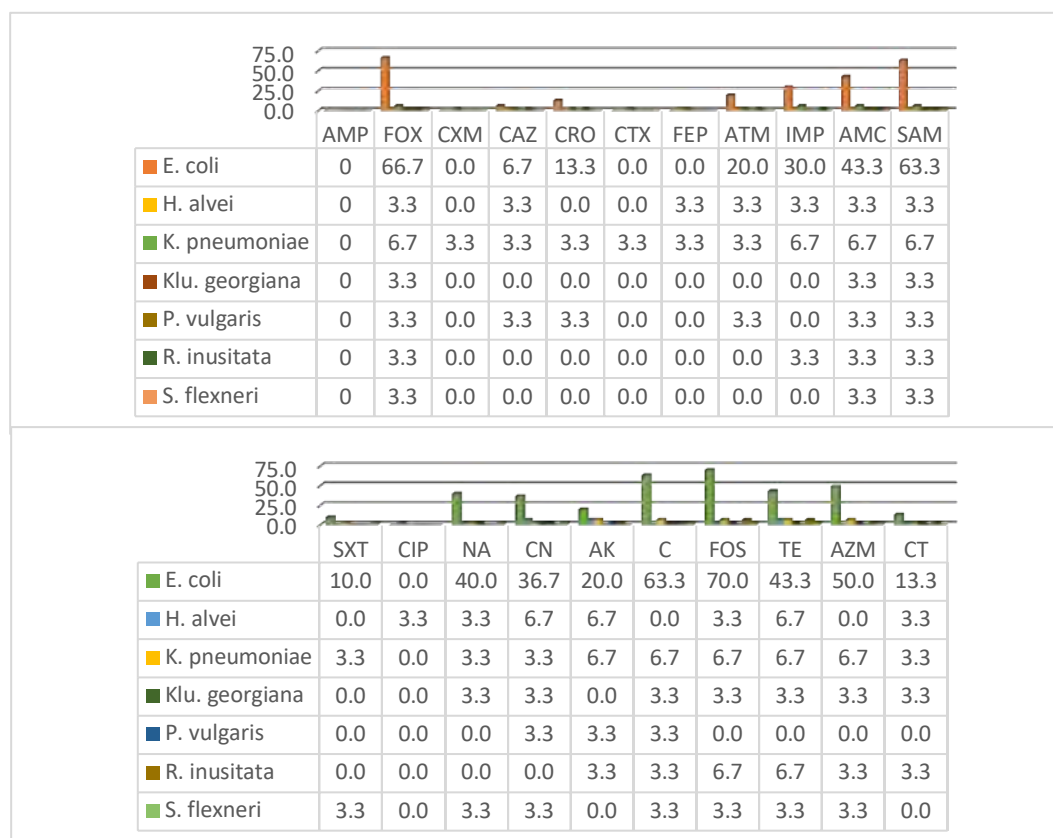 75.0
50.0
25.0
0.0
AMP FOX CXM CAZ CRO CTX FEP ATM IMP AMC SAM
E. coli 0 66.7 0.0 6.7 13.3 0.0 0.0 20.0 30.0 43.3 63.3
H. alvei 0 3.3 0.0 3.3 0.0 0.0 3.3 3.3 3.3 3.3 3.3
K. pneumoniae 0 6.7 3.3 3.3 3.3 3.3 3.3 3.3 6.7 6.7 6.7
Klu. georgiana 0 3.3 0.0 0.0 0.0 0.0 0.0 0.0 0.0 3.3 3.3
P. vulgaris 0 3.3 0.0 3.3 3.3 0.0 0.0 3.3 0.0 3.3 3.3
R. inusitata 0 3.3 0.0 0.0 0.0 0.0 0.0 0.0 3.3 3.3 3.3
S. flexneri 0 3.3 0.0 0.0 0.0 0.0 0.0 0.0 0.0 3.3 3.3
75.0
50.0
25.0
0.0
SXT CIP NA CN AK C FOS TE AZM CT
E. coli 10.0 0.0 40.0 36.7 20.0 63.3 70.0 43.3 50.0 13.3
H. alvei 0.0 3.3 3.3 6.7 6.7 0.0 3.3 6.7 0.0 3.3
K. pneumoniae 3.3 0.0 3.3 3.3 6.7 6.7 6.7 6.7 6.7 3.3
Klu. georgiana 0.0 0.0 3.3 3.3 0.0 3.3 3.3 3.3 3.3 3.3
P. vulgaris 0.0 0.0 0.0 3.3 3.3 3.3 0.0 0.0 0.0 0.0
R. inusitata 0.0 0.0 0.0 0.0 3.3 3.3 6.7 6.7 3.3 3.3
S. flexneri 3.3 0.0 3.3 3.3 0.0 3.3 3.3 3.3 3.3 0.0